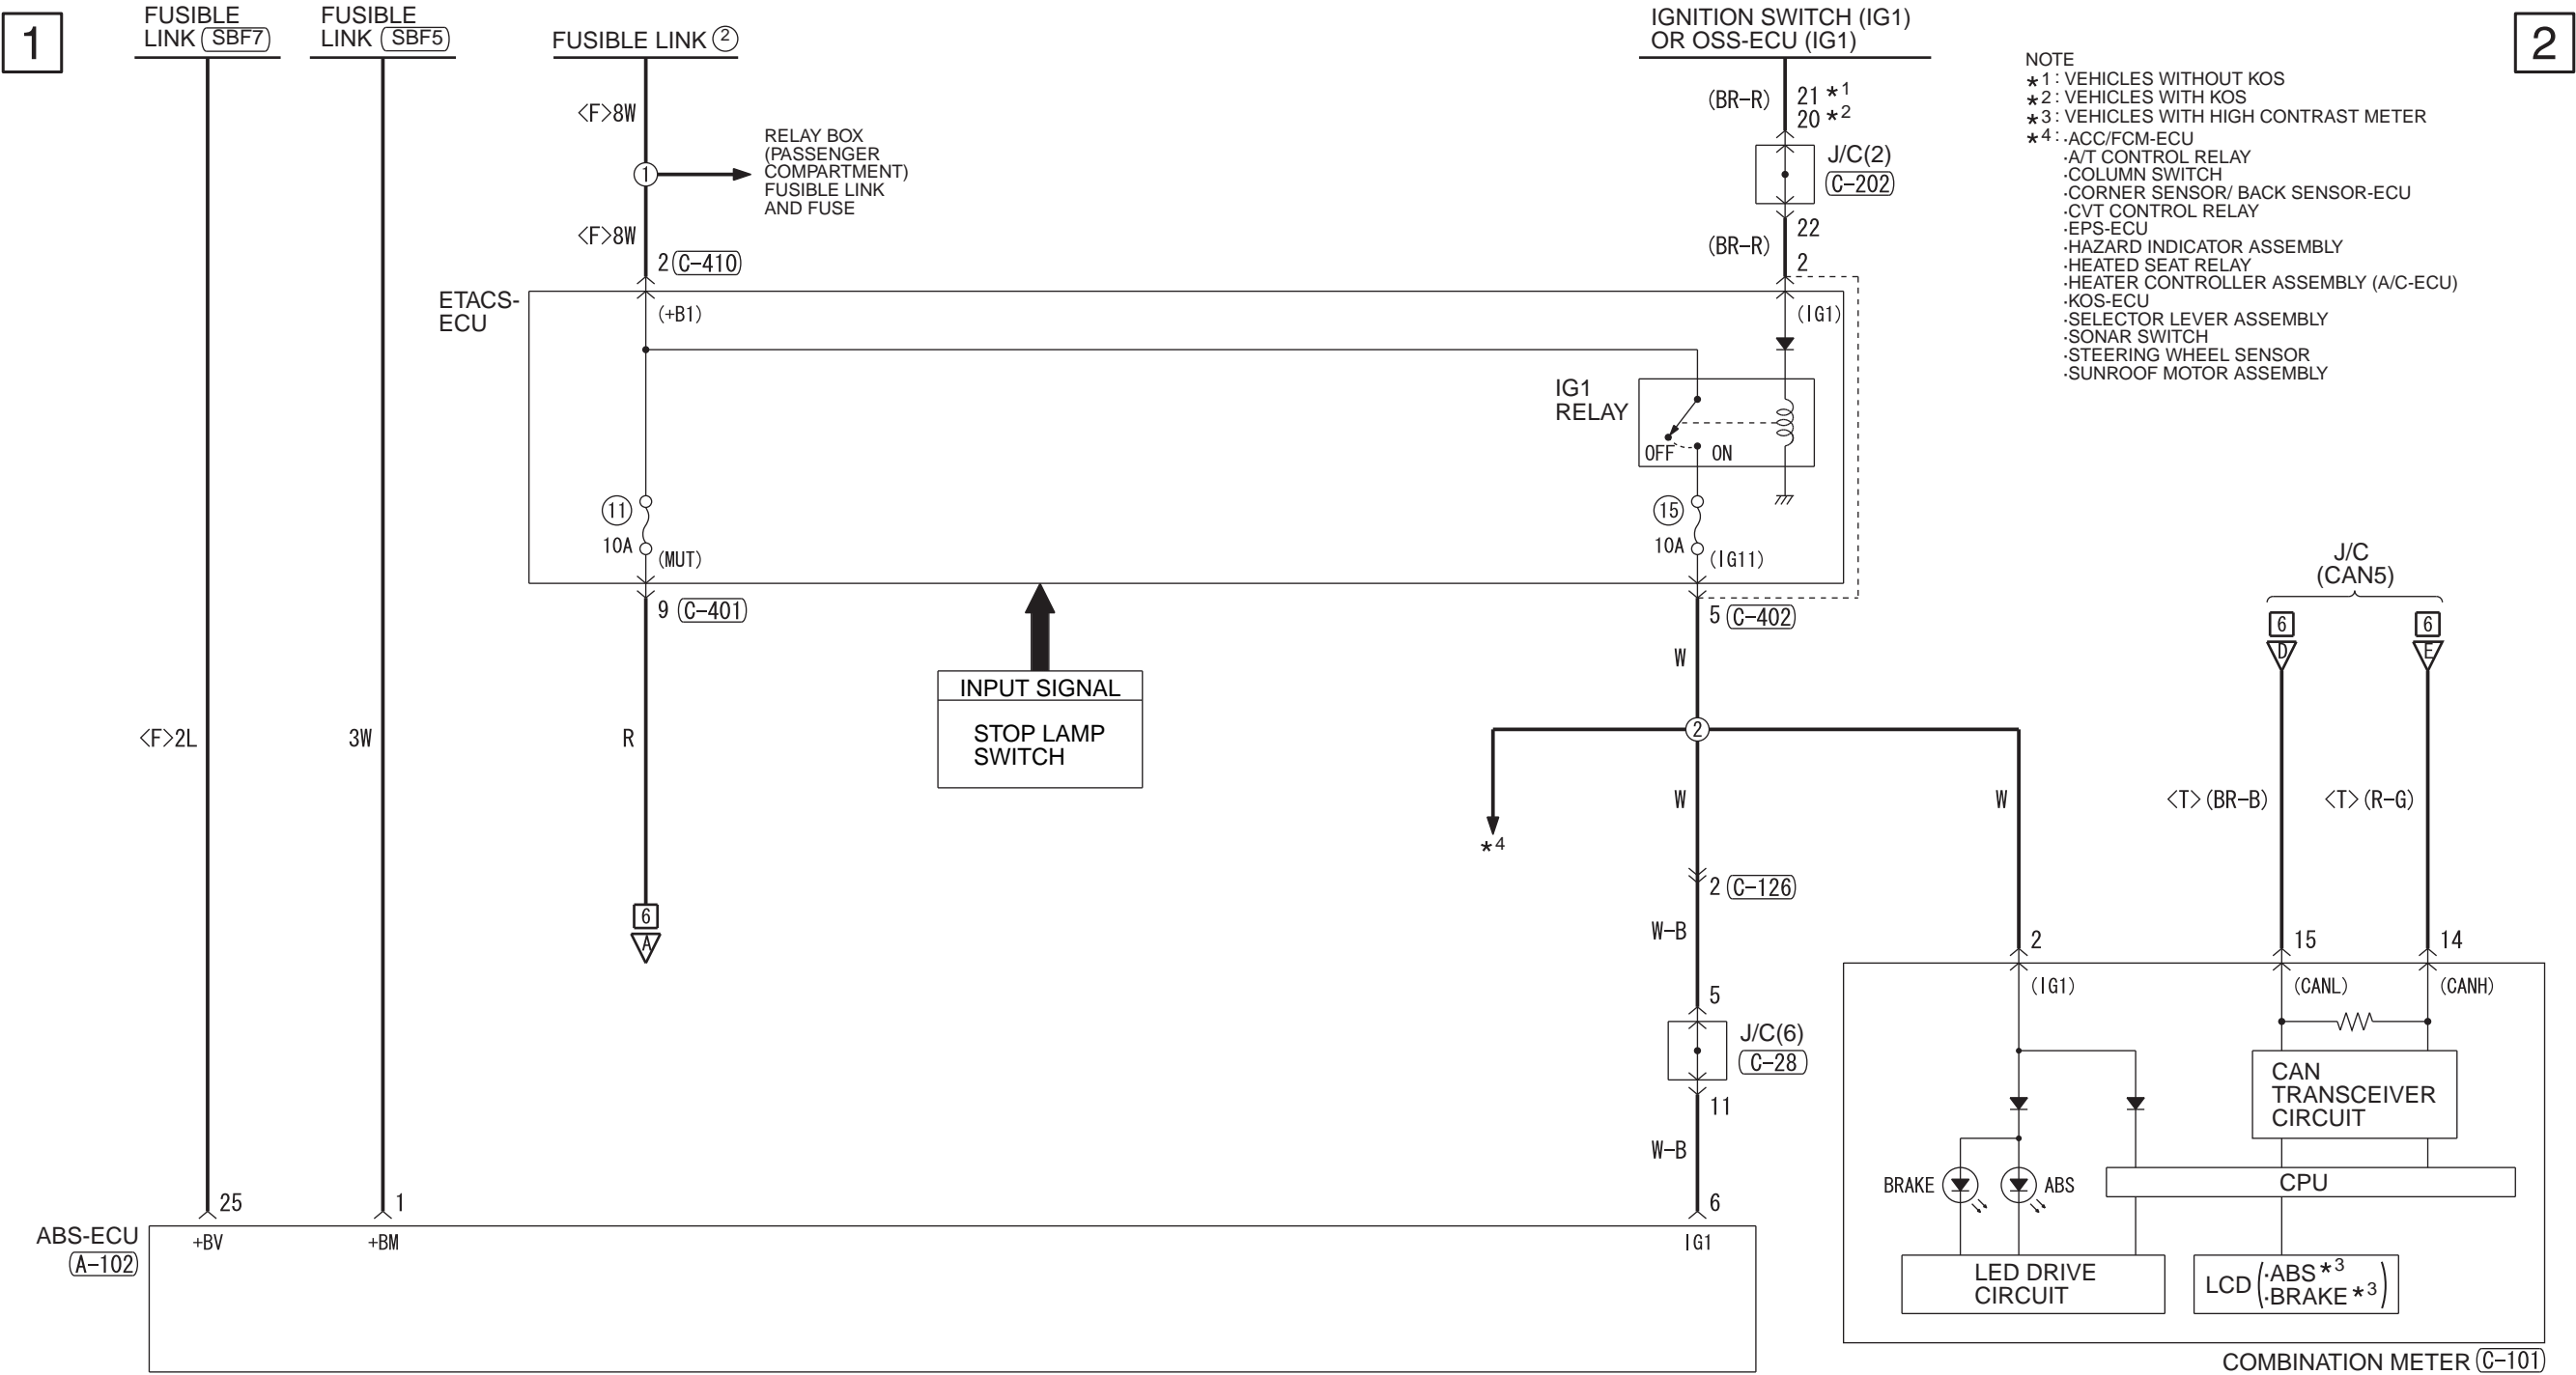 1
FUSIBLE
LINK SBF7
FUSIBLE
LINK SBF5
FUSIBLE LINK 2
IGNITION SWITCH (IG1)
OR OSS-ECU (IG1)
2
NOTE
*1 : VEHICLES WITHOUT KOS
*2 : VEHICLES WITH KOS
*3 : VEHICLES WITH HIGH CONTRAST METER
*4 : ·ACC/FCM-ECU
·A/T CONTROL RELAY
·COLUMN SWITCH
·CORNER SENSOR/ BACK SENSOR-ECU
·CVT CONTROL RELAY
·EPS-ECU
·HAZARD INDICATOR ASSEMBLY
·HEATED SEAT RELAY
·HEATER CONTROLLER ASSEMBLY (A/C-ECU)
·KOS-ECU
·SELECTOR LEVER ASSEMBLY
·SONAR SWITCH
·STEERING WHEEL SENSOR
·SUNROOF MOTOR ASSEMBLY
<F>8W
1
RELAY BOX
(PASSENGER
COMPARTMENT)
FUSIBLE LINK
AND FUSE
<F>8W
2 C-410
(BR-R)
21 *1
20 *2
J/C(2)
C-202
22
(BR-R)
2
ETACS-
ECU
(+B1)
(IG1)
IG1
RELAY
OFF
ON
11
10A
(MUT)
15
10A
(IG11)
9 C-401
5 C-402
INPUT SIGNAL
STOP LAMP
SWITCH
J/C
(CAN5)
6
D
6
E
W
2
<F>2L
3W
R
W
W
<T>(BR-B)
<T>(R-G)
*4
2 C-126
6
A
W-B
2
15
14
(IG1)
(CANL)
(CANH)
5
J/C(6)
C-28
11
W-B
CAN
TRANSCEIVER
CIRCUIT
BRAKE
ABS
CPU
25
1
6
ABS-ECU
A-102
+BV
+BM
IG1
LED DRIVE
CIRCUIT
LCD
·ABS *3
·BRAKE *3
COMBINATION METER C-101